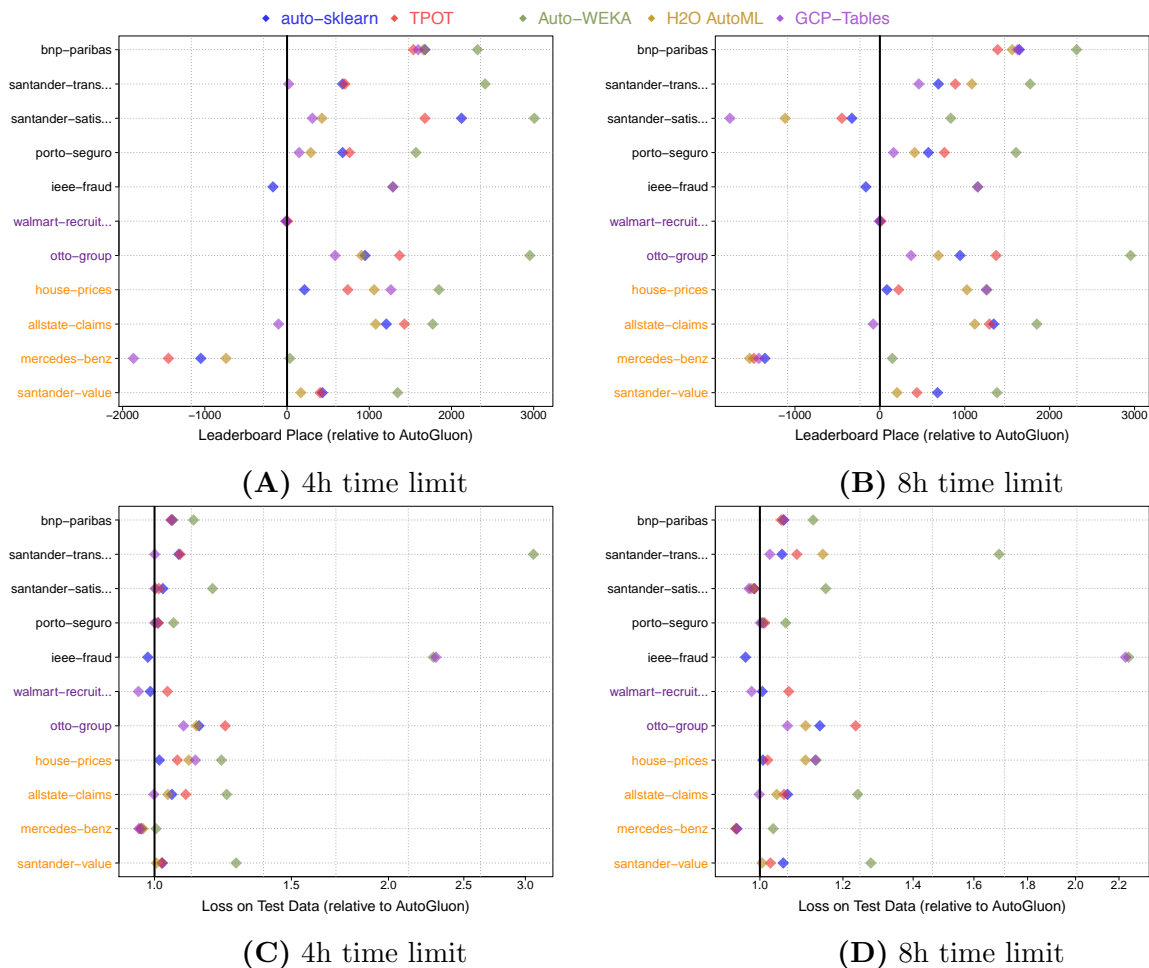 auto−sklearn TPOT Auto−WEKA H2O AutoML GCP−Tables
bnp−paribas
santander−trans...
santander−satis...
porto−seguro
ieee−fraud
walmart−recruit...
otto−group
house−prices
allstate−claims
mercedes−benz
santander−value
−2000 −1000 0 1000 2000 3000
Leaderboard Place (relative to AutoGluon)
(A) 4h time limit
bnp−paribas
santander−trans...
santander−satis...
porto−seguro
ieee−fraud
walmart−recruit...
otto−group
house−prices
allstate−claims
mercedes−benz
santander−value
−1000 0 1000 2000 3000
Leaderboard Place (relative to AutoGluon)
(B) 8h time limit
bnp−paribas
santander−trans...
santander−satis...
porto−seguro
ieee−fraud
walmart−recruit...
otto−group
house−prices
allstate−claims
mercedes−benz
santander−value
1.0 1.5 2.0 2.5 3.0
Loss on Test Data (relative to AutoGluon)
(C) 4h time limit
bnp−paribas
santander−trans...
santander−satis...
porto−seguro
ieee−fraud
walmart−recruit...
otto−group
house−prices
allstate−claims
mercedes−benz
santander−value
1.0 1.2 1.4 1.6 1.8 2.0 2.2
Loss on Test Data (relative to AutoGluon)
(D) 8h time limit